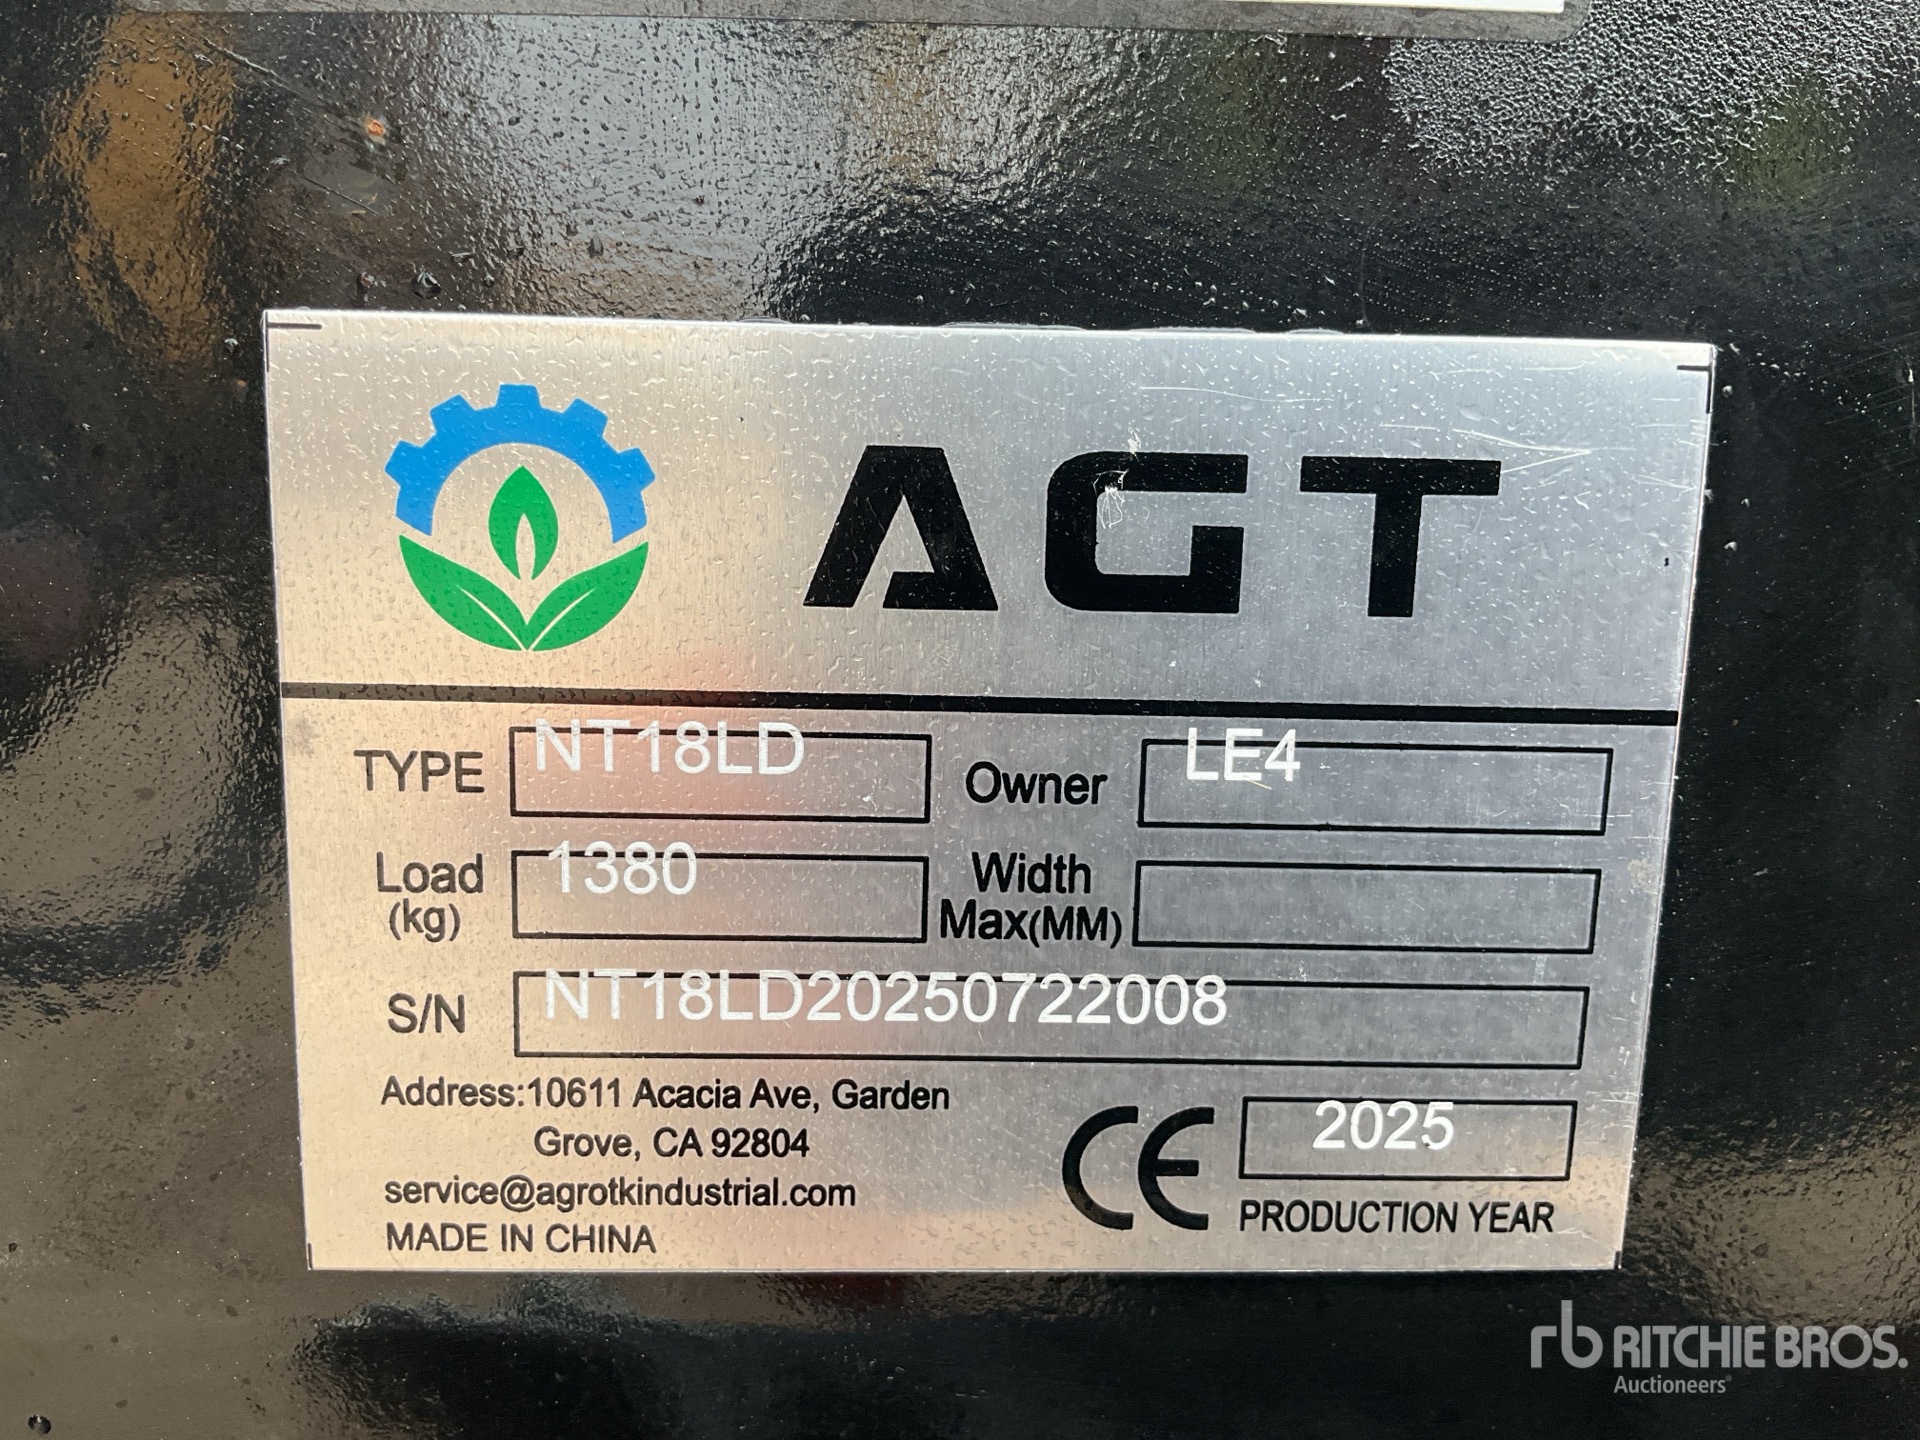 AGT
TYPE NT18LD Owner LE4
Load (kg) 1380 Width Max(MM)
S/N NT18LD20250722008
Address:10611 Acacia Ave, Garden
Grove, CA 92804
service@agrotkindustrial.com
MADE IN CHINA
CE 2025
PRODUCTION YEAR
rb RITCHIE BROS.
Auctioneers